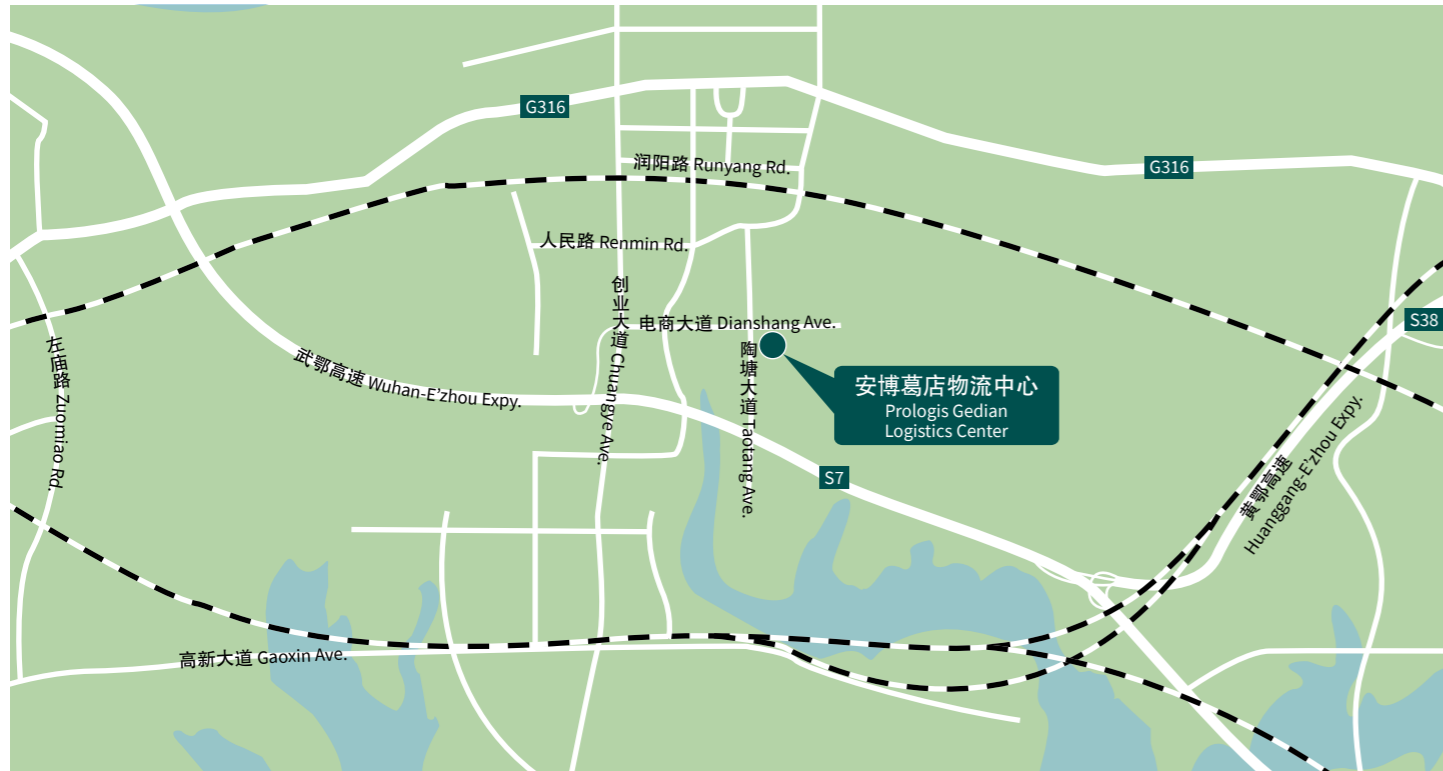 G316
润阳路 Runyang Rd.
G316
人民路 Renmin Rd.
创业大道 Chuangye Ave.
电商大道 Dianshang Ave.
S38
左庙路 Zuomiao Rd.
武鄂高速 Wuhan-E'zhou Expy.
陶塘大道 Taotang Ave.
安博葛店物流中心
Prologis Gedian
Logistics Center
S7
黄鄂高速
Huanggang-E'zhou Expy.
高新大道 Gaoxin Ave.